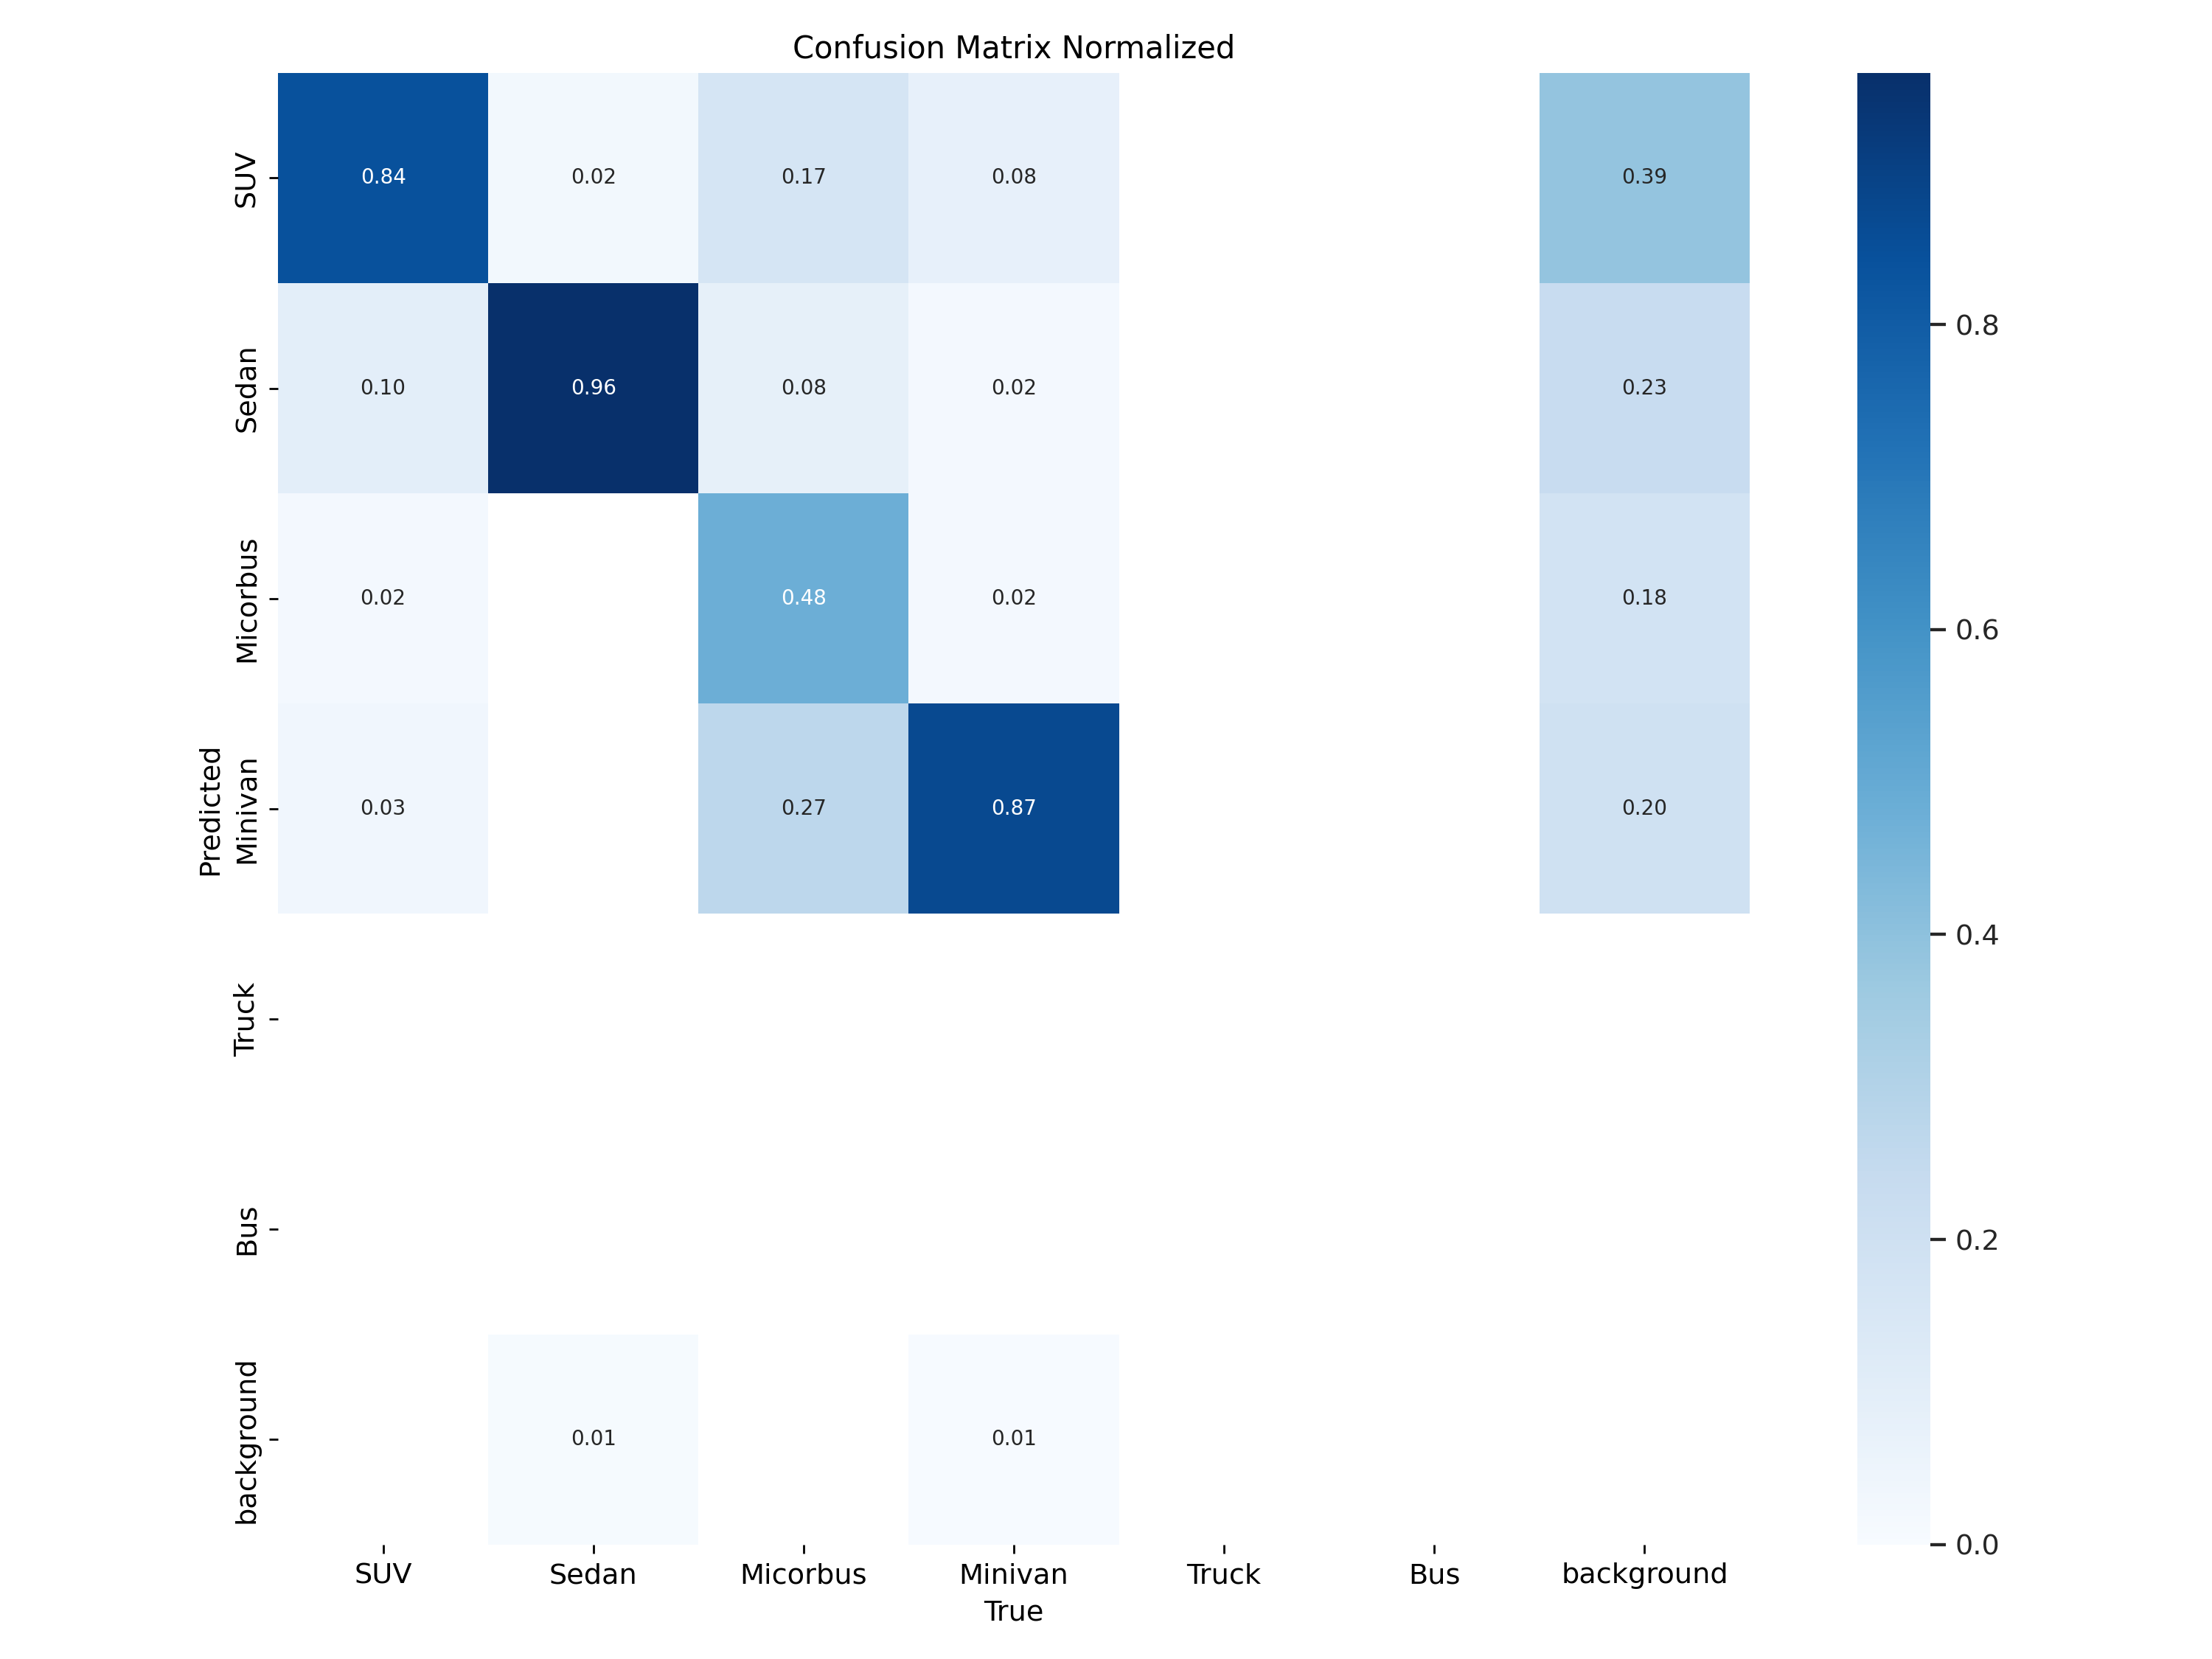 Confusion Matrix Normalized
SUV 0.84 0.02 0.17 0.08 0.39
Sedan 0.10 0.96 0.08 0.02 0.23
Micorbus 0.02 0.48 0.02 0.18
Minivan 0.03 0.27 0.87 0.20
Truck
Bus
background 0.01 0.01
Predicted
SUV Sedan Micorbus Minivan Truck Bus background
True
0.8
0.6
0.4
0.2
0.0